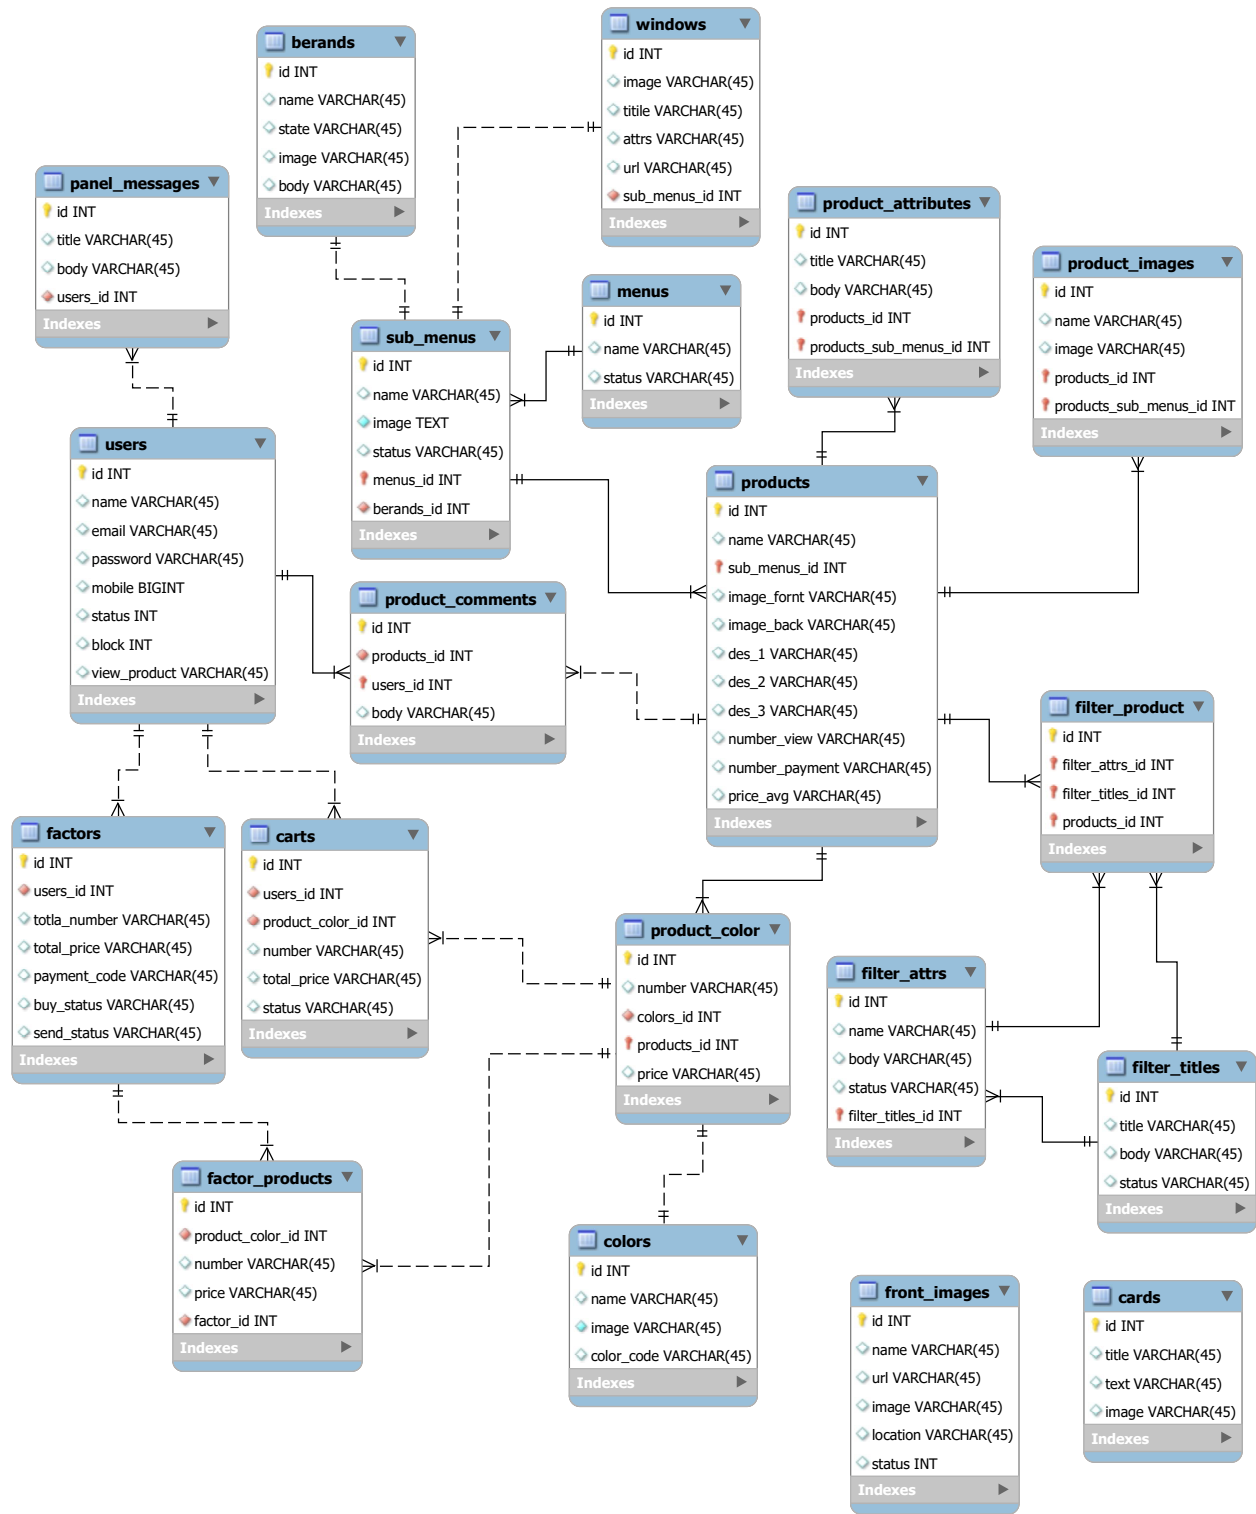 berands
id INT
name VARCHAR(45)
state VARCHAR(45)
image VARCHAR(45)
body VARCHAR(45)
Indexes
windows
id INT
image VARCHAR(45)
titile VARCHAR(45)
attrs VARCHAR(45)
url VARCHAR(45)
sub_menus_id INT
Indexes
panel_messages
id INT
title VARCHAR(45)
body VARCHAR(45)
users_id INT
Indexes
product_attributes
id INT
title VARCHAR(45)
body VARCHAR(45)
products_id INT
products_sub_menus_id INT
Indexes
product_images
id INT
name VARCHAR(45)
image VARCHAR(45)
products_id INT
products_sub_menus_id INT
Indexes
menus
id INT
name VARCHAR(45)
status VARCHAR(45)
Indexes
sub_menus
id INT
name VARCHAR(45)
image TEXT
status VARCHAR(45)
menus_id INT
berands_id INT
Indexes
users
id INT
name VARCHAR(45)
email VARCHAR(45)
password VARCHAR(45)
mobile BIGINT
status INT
block INT
view_product VARCHAR(45)
Indexes
products
id INT
name VARCHAR(45)
sub_menus_id INT
image_fornt VARCHAR(45)
image_back VARCHAR(45)
des_1 VARCHAR(45)
des_2 VARCHAR(45)
des_3 VARCHAR(45)
number_view VARCHAR(45)
number_payment VARCHAR(45)
price_avg VARCHAR(45)
Indexes
product_comments
id INT
products_id INT
users_id INT
body VARCHAR(45)
Indexes
filter_product
id INT
filter_attrs_id INT
filter_titles_id INT
products_id INT
Indexes
factors
id INT
users_id INT
totla_number VARCHAR(45)
total_price VARCHAR(45)
payment_code VARCHAR(45)
buy_status VARCHAR(45)
send_status VARCHAR(45)
Indexes
carts
id INT
users_id INT
product_color_id INT
number VARCHAR(45)
total_price VARCHAR(45)
status VARCHAR(45)
Indexes
product_color
id INT
number VARCHAR(45)
colors_id INT
products_id INT
price VARCHAR(45)
Indexes
filter_attrs
id INT
name VARCHAR(45)
body VARCHAR(45)
status VARCHAR(45)
filter_titles_id INT
Indexes
filter_titles
id INT
title VARCHAR(45)
body VARCHAR(45)
status VARCHAR(45)
Indexes
factor_products
id INT
product_color_id INT
number VARCHAR(45)
price VARCHAR(45)
factor_id INT
Indexes
colors
id INT
name VARCHAR(45)
image VARCHAR(45)
color_code VARCHAR(45)
Indexes
front_images
id INT
name VARCHAR(45)
url VARCHAR(45)
image VARCHAR(45)
location VARCHAR(45)
status INT
Indexes
cards
id INT
title VARCHAR(45)
text VARCHAR(45)
image VARCHAR(45)
Indexes